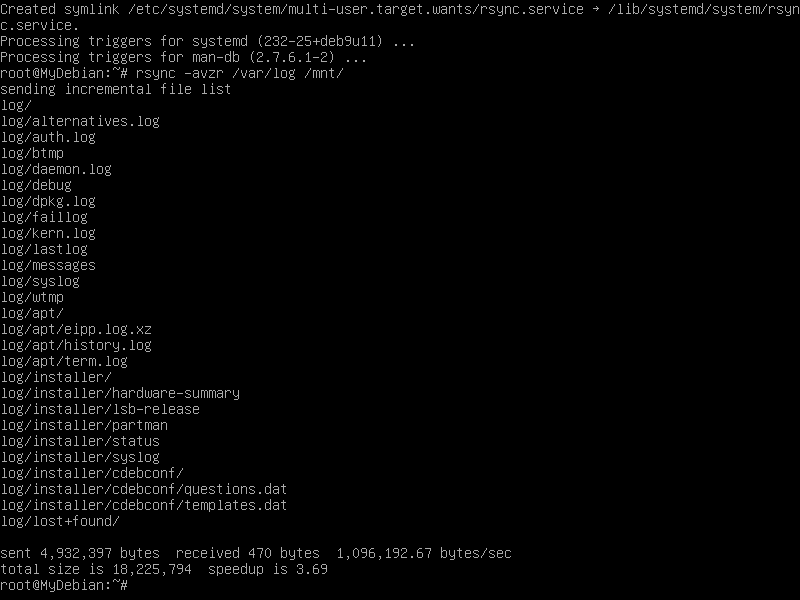 Created symlink /etc/systemd/system/multi-user.target.wants/rsync.service → /lib/systemd/system/rsyn
c.service.
Processing triggers for systemd (232-25+deb9u11) ...
Processing triggers for man-db (2.7.6.1-2) ...
root@MyDebian:~# rsync -avzr /var/log /mnt/
sending incremental file list
log/
log/alternatives.log
log/auth.log
log/btmp
log/daemon.log
log/debug
log/dpkg.log
log/faillog
log/kern.log
log/lastlog
log/messages
log/syslog
log/wtmp
log/apt/
log/apt/eipp.log.xz
log/apt/history.log
log/apt/term.log
log/installer/
log/installer/hardware-summary
log/installer/lsb-release
log/installer/partman
log/installer/status
log/installer/syslog
log/installer/cdebconf/
log/installer/cdebconf/questions.dat
log/installer/cdebconf/templates.dat
log/lost+found/

sent 4,932,397 bytes  received 470 bytes  1,096,192.67 bytes/sec
total size is 18,225,794  speedup is 3.69
root@MyDebian:~#